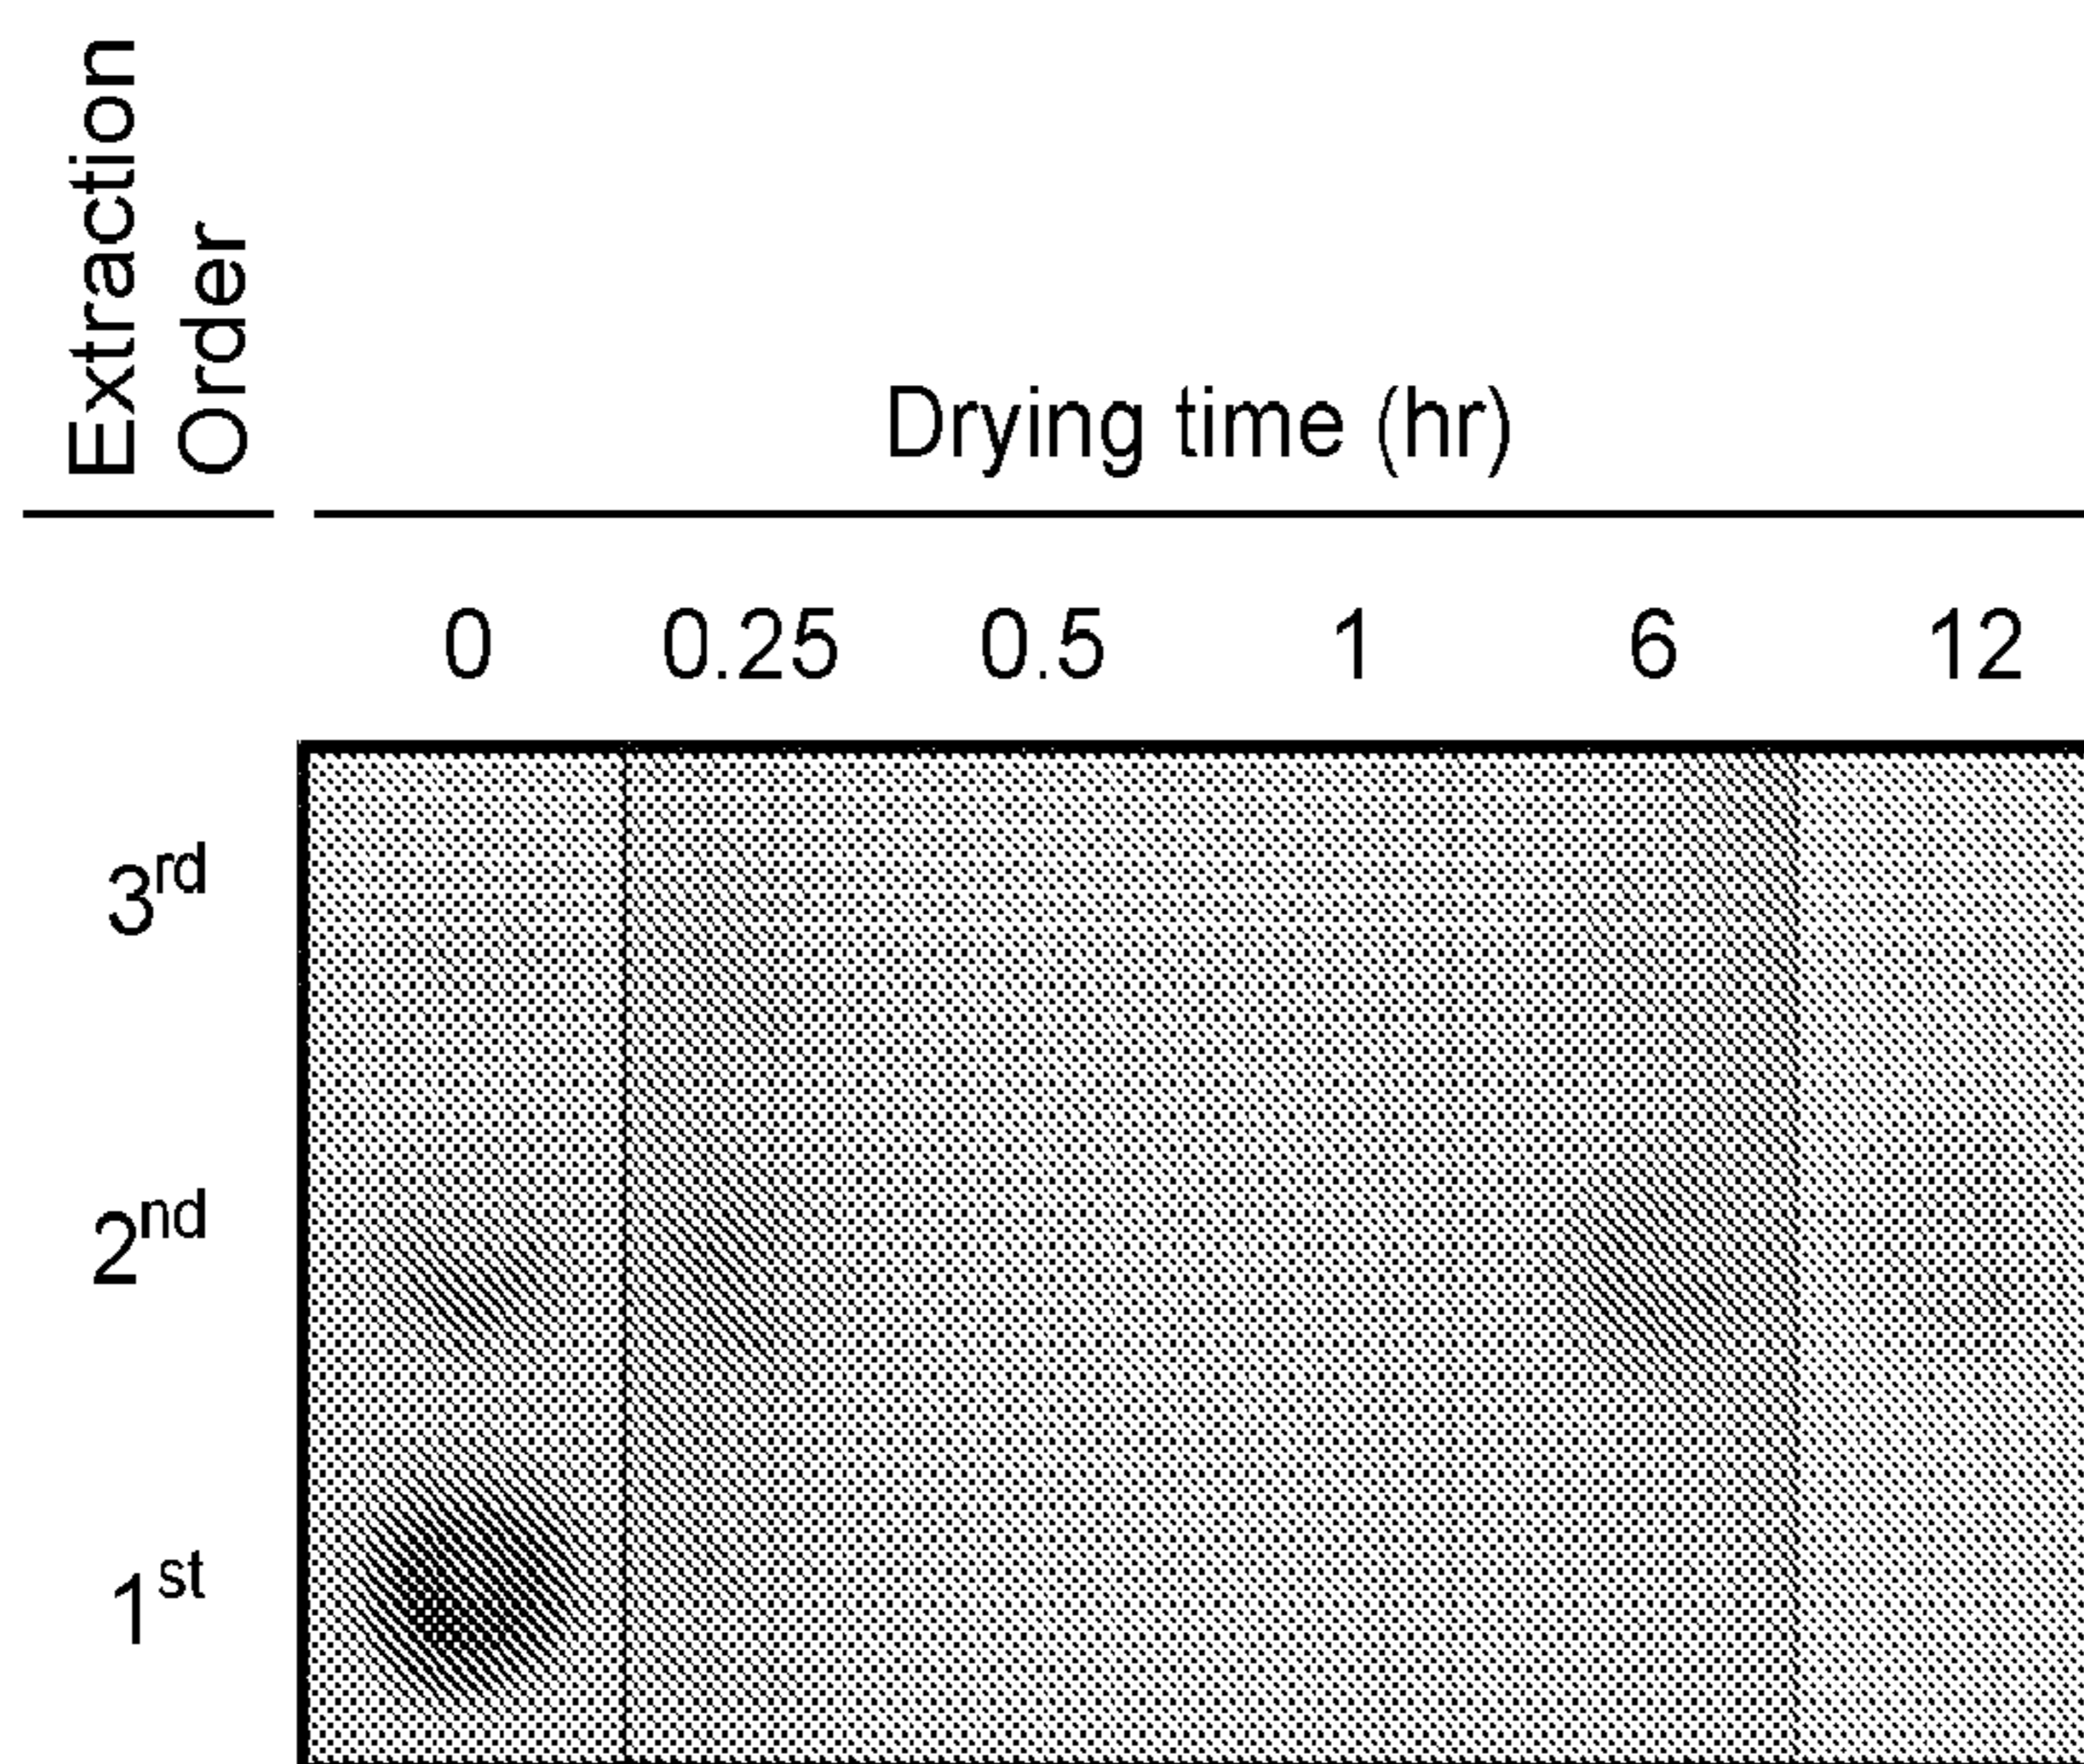 Extraction
Order
Drying time (hr)
0 0.25 0.5 1 6 12
3rd
2nd
1st